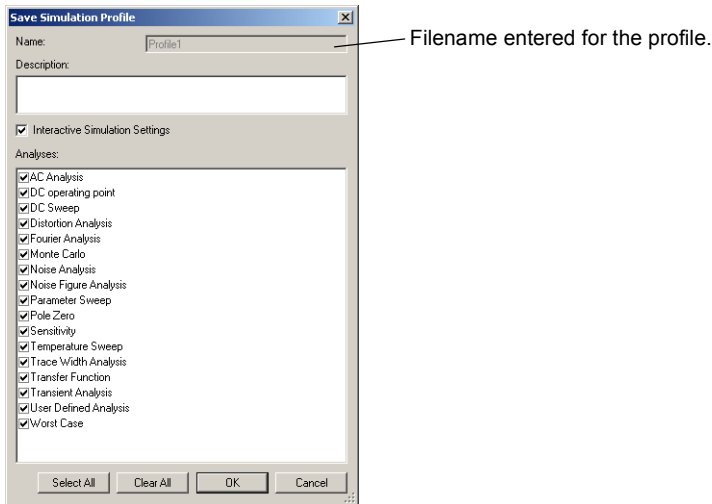 Save Simulation Profile
Name:
Profile1
Filename entered for the profile.
Description:
Interactive Simulation Settings
Analyses:
AC Analysis
DC operating point
DC Sweep
Distortion Analysis
Fourier Analysis
Monte Carlo
Noise Analysis
Noise Figure Analysis
Parameter Sweep
Pole Zero
Sensitivity
Temperature Sweep
Trace Width Analysis
Transfer Function
Transient Analysis
User Defined Analysis
Worst Case
Select All Clear All OK Cancel